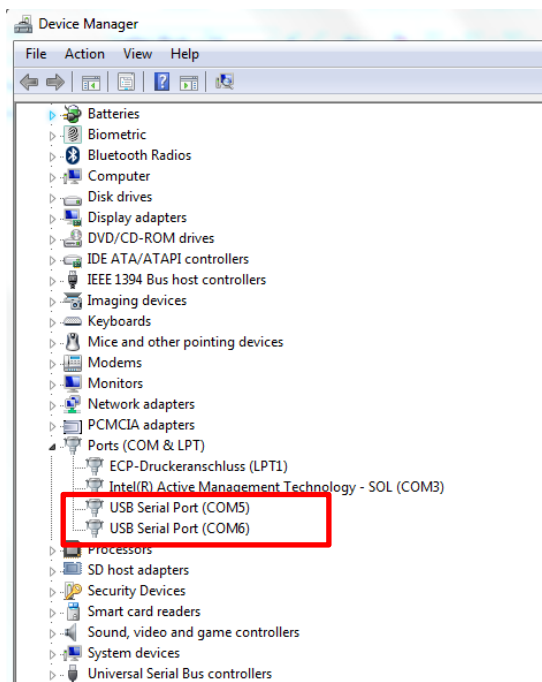 Device Manager
File Action View Help
Batteries
Biometric
Bluetooth Radios
Computer
Disk drives
Display adapters
DVD/CD-ROM drives
IDE ATA/ATAPI controllers
IEEE 1394 Bus host controllers
Imaging devices
Keyboards
Mice and other pointing devices
Modems
Monitors
Network adapters
PCMCIA adapters
Ports (COM & LPT)
ECP-Druckeranschluss (LPT1)
Intel(R) Active Management Technology - SOL (COM3)
USB Serial Port (COM5)
USB Serial Port (COM6)
Processors
SD host adapters
Security Devices
Smart card readers
Sound, video and game controllers
System devices
Universal Serial Bus controllers